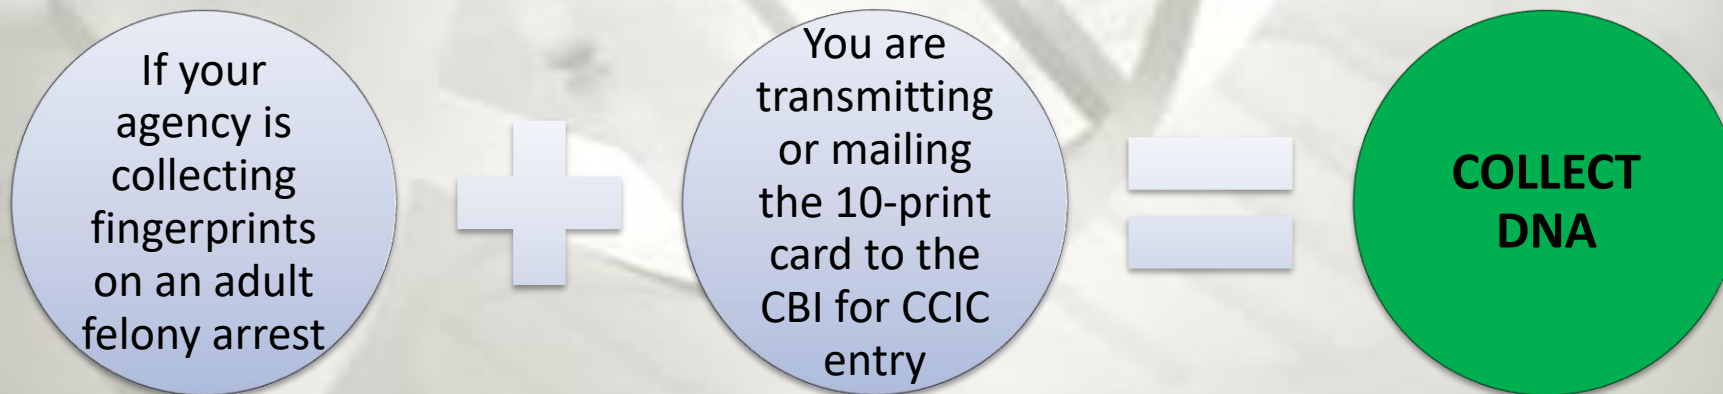 If your
agency is
collecting
fingerprints
on an adult
felony arrest
You are
transmitting
or mailing
the 10-print
card to the
CBI for CCIC
entry
COLLECT
DNA